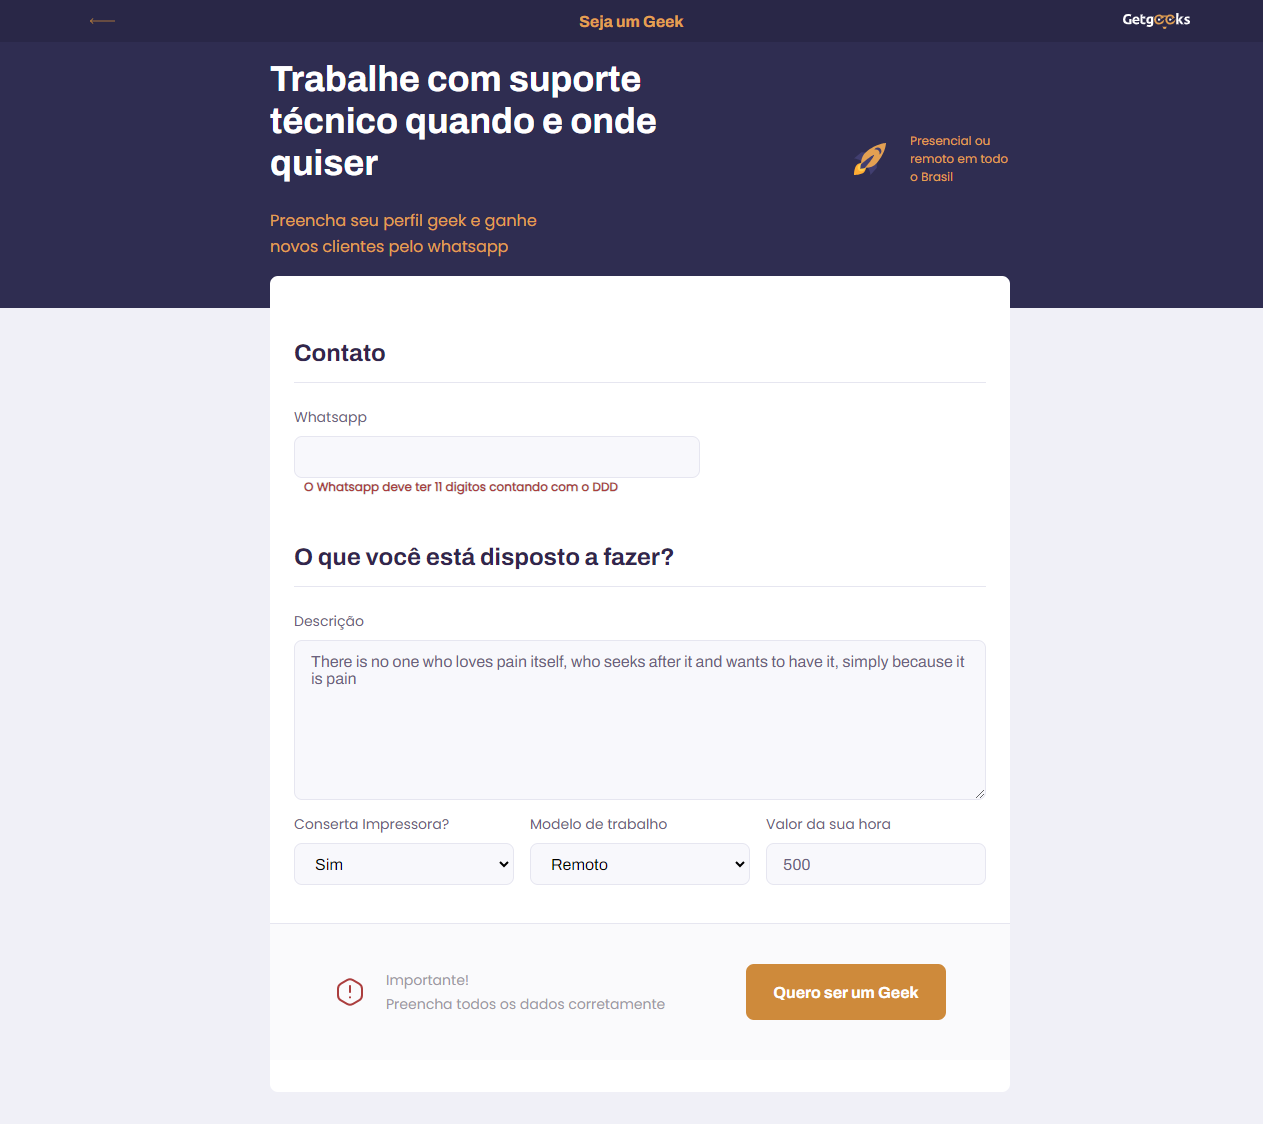 Seja um Geek
Getgeeks
Trabalhe com suporte
técnico quando e onde
quiser
Presencial ou
remoto em todo
o Brasil
Preencha seu perfil geek e ganhe
novos clientes pelo whatsapp
Contato
Whatsapp
O Whatsapp deve ter 11 digitos contando com o DDD
O que você está disposto a fazer?
Descrição
There is no one who loves pain itself, who seeks after it and wants to have it, simply because it
is pain
Conserta Impressora?
Modelo de trabalho
Valor da sua hora
Sim
Remoto
500
Importante!
Preencha todos os dados corretamente
Quero ser um Geek